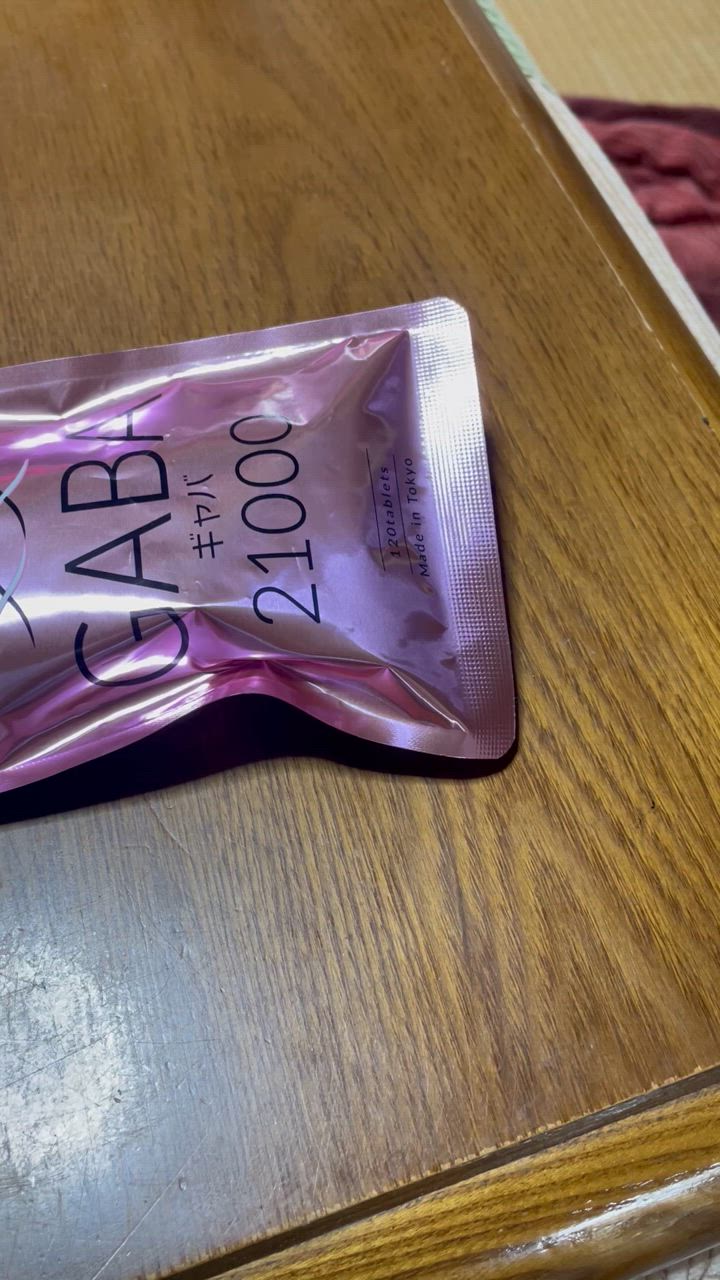 GABA
ギャバ
21000
120tablets
Made in Tokyo